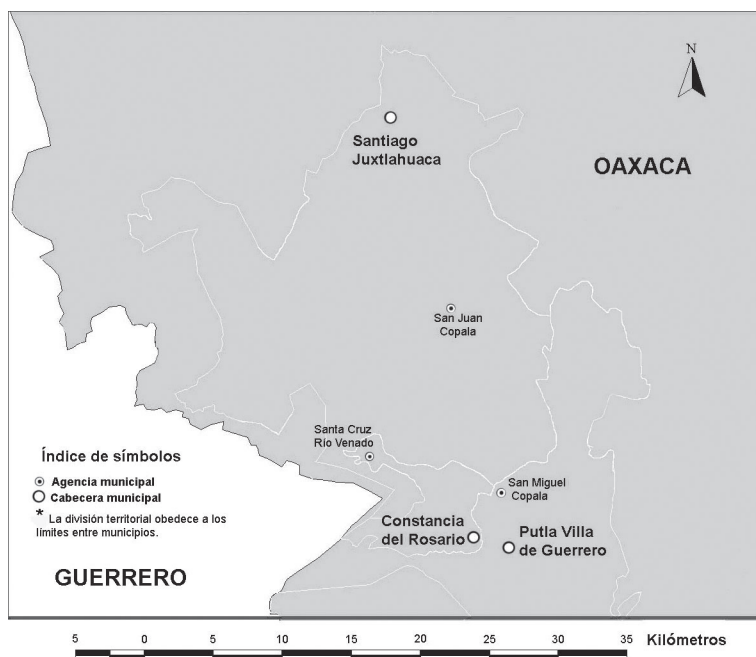 N
Santiago
Juxtlahuaca
OAXACA
San Juan
Copala
Santa Cruz
Río Venado
San Miguel
Copala
Constancia
del Rosario
Putla Villa
de Guerrero
Índice de símbolos
Agencia municipal
Cabecera municipal
* La división territorial obedece a los
límites entre municipios.
GUERRERO
5 0 5 10 15 20 25 30 35 Kilómetros